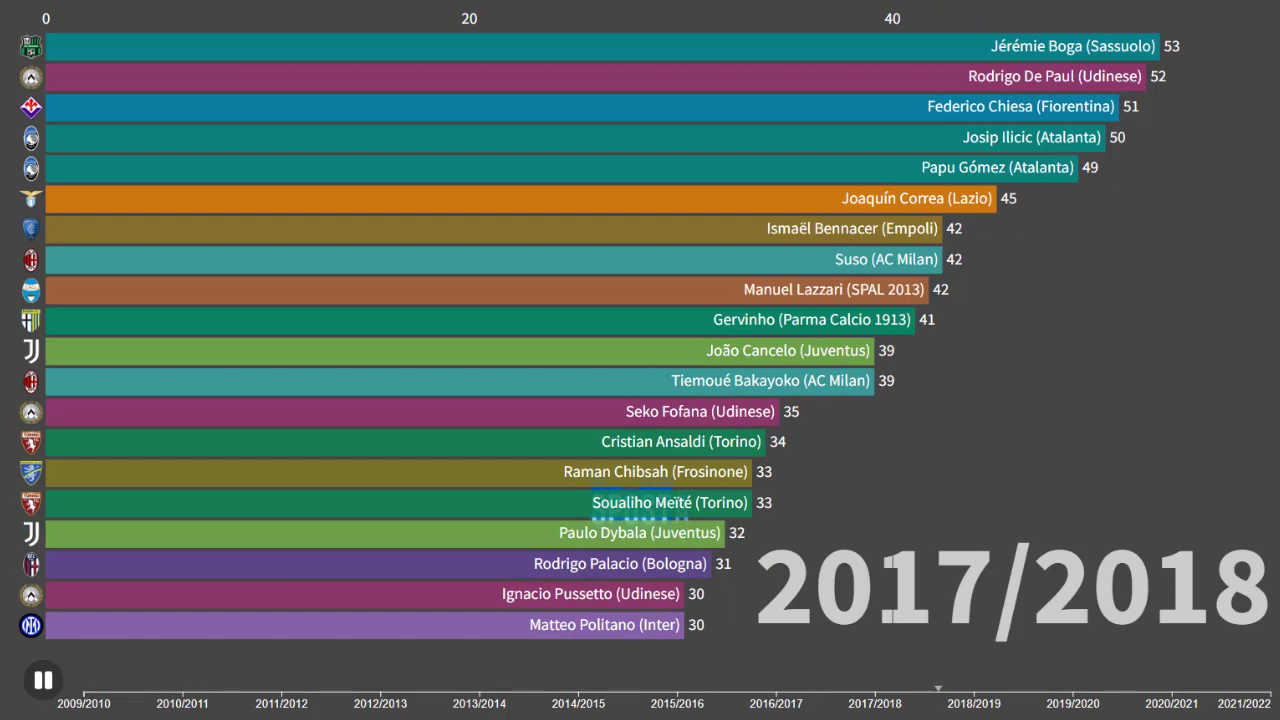 0 20 40
Jérémie Boga (Sassuolo) 53
Rodrigo De Paul (Udinese) 52
Federico Chiesa (Fiorentina) 51
Josip Ilicic (Atalanta) 50
Papu Gómez (Atalanta) 49
Joaquín Correa (Lazio) 45
Ismaël Bennacer (Empoli) 42
Suso (AC Milan) 42
Manuel Lazzari (SPAL 2013) 42
Gervinho (Parma Calcio 1913) 41
João Cancelo (Juventus) 39
Tiemoué Bakayoko (AC Milan) 39
Seko Fofana (Udinese) 35
Cristian Ansaldi (Torino) 34
Raman Chibsah (Frosinone) 33
Soualiho Meïté (Torino) 33
Paulo Dybala (Juventus) 32
Rodrigo Palacio (Bologna) 31
Ignacio Pussetto (Udinese) 30
Matteo Politano (Inter) 30
2017/2018
2009/2010 2010/2011 2011/2012 2012/2013 2014/2015 2015/2016 2016/2017 2017/2018 2018/2019 2019/2020 2020/2021 2021/2022